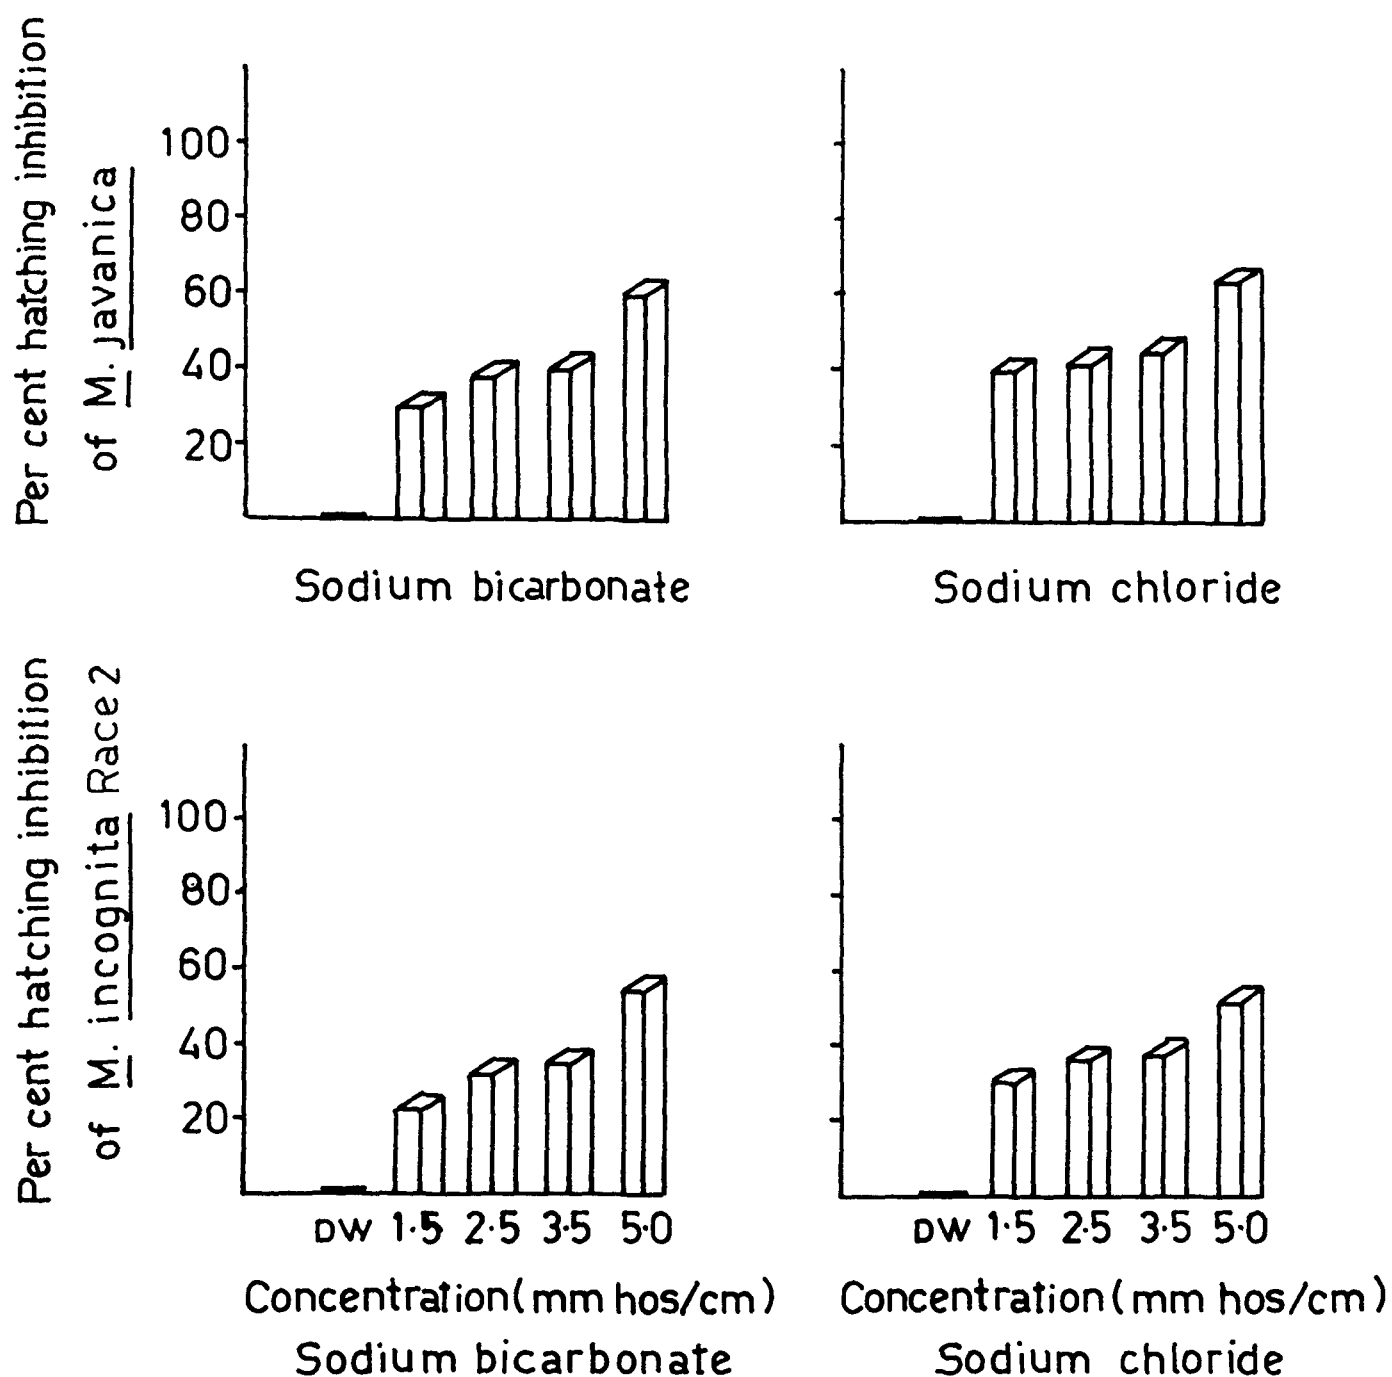 Per cent hatching inhibition
of M. javanica
100
80
60
40
20
Sodium bicarbonate
Sodium chloride
Per cent hatching inhibition
of M. incognita Race 2
100
80
60
40
20
DW 1·5 2·5 3·5 5·0
DW 1·5 2·5 3·5 5·0
Concentration (mm hos/cm)
Concentration (mm hos/cm)
Sodium bicarbonate
Sodium chloride